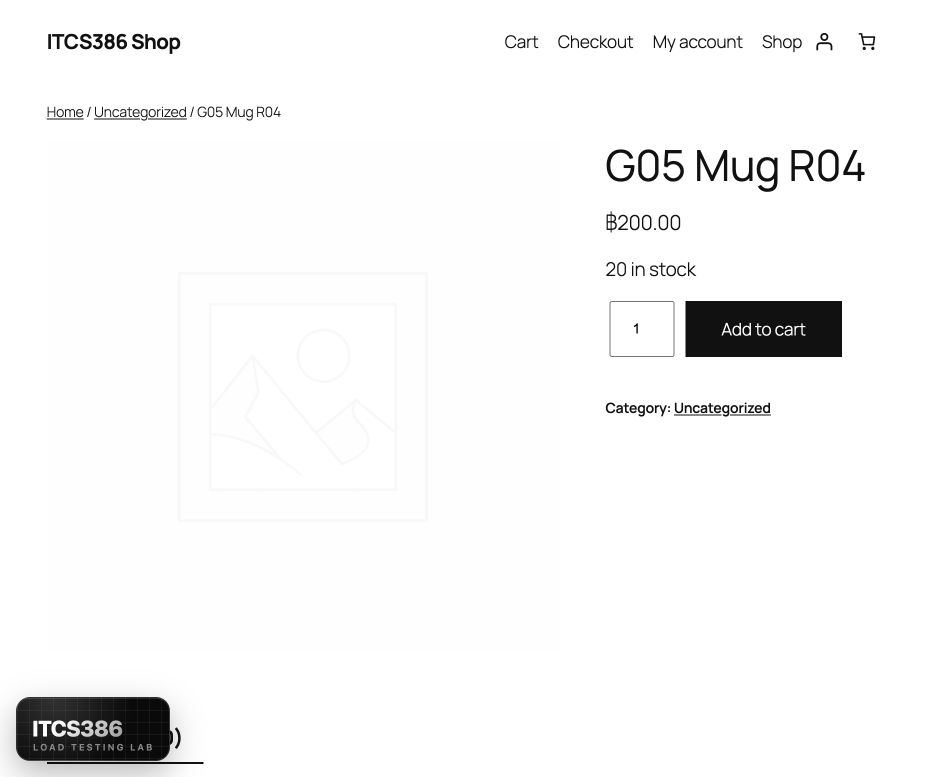 ITCS386 Shop
Cart Checkout My account Shop
Home / Uncategorized / G05 Mug R04
G05 Mug R04
฿200.00
20 in stock
1
Add to cart
Category: Uncategorized
ITCS386
LOAD TESTING LAB